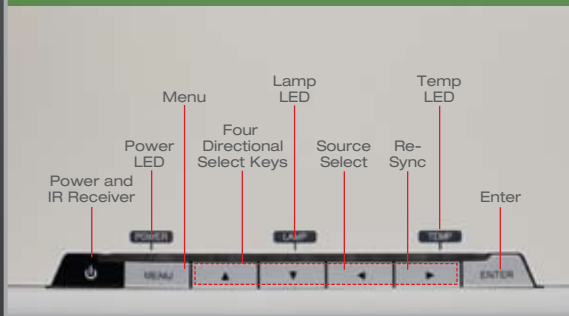 Lamp
LED
Temp
LED
Menu
Four
Directional
Select Keys
Power
LED
Source
Select
Re-
Sync
Power and
IR Receiver
Enter
POWER
LAMP
TEMP
MENU
ENTER